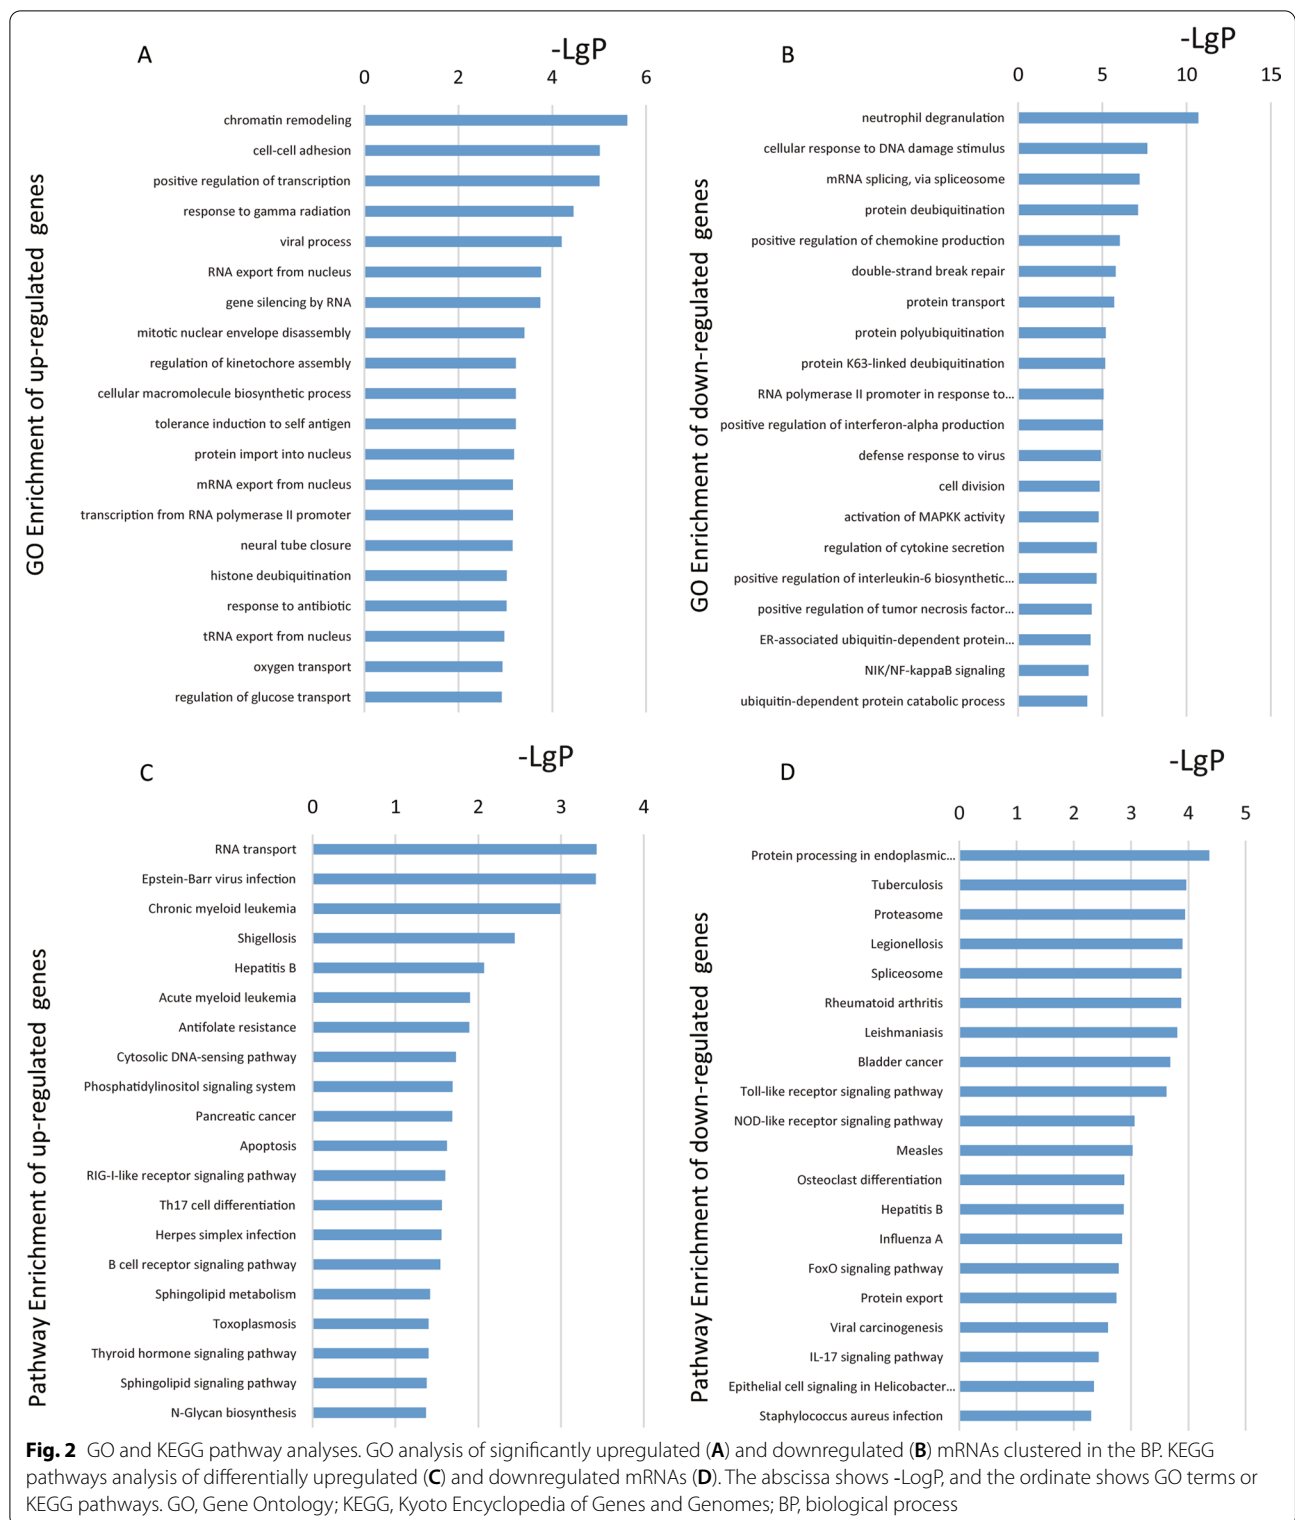 A
-LgP
0 2 4 6
GO Enrichment of up-regulated genes
chromatin remodeling
cell-cell adhesion
positive regulation of transcription
response to gamma radiation
viral process
RNA export from nucleus
gene silencing by RNA
mitotic nuclear envelope disassembly
regulation of kinetochore assembly
cellular macromolecule biosynthetic process
tolerance induction to self antigen
protein import into nucleus
mRNA export from nucleus
transcription from RNA polymerase II promoter
neural tube closure
histone deubiquitination
response to antibiotic
tRNA export from nucleus
oxygen transport
regulation of glucose transport
B
-LgP
0 5 10 15
GO Enrichment of down-regulated genes
neutrophil degranulation
cellular response to DNA damage stimulus
mRNA splicing, via spliceosome
protein deubiquitination
positive regulation of chemokine production
double-strand break repair
protein transport
protein polyubiquitination
protein K63-linked deubiquitination
RNA polymerase II promoter in response to...
positive regulation of interferon-alpha production
defense response to virus
cell division
activation of MAPKK activity
regulation of cytokine secretion
positive regulation of interleukin-6 biosynthetic...
positive regulation of tumor necrosis factor...
ER-associated ubiquitin-dependent protein...
NIK/NF-kappaB signaling
ubiquitin-dependent protein catabolic process
C
-LgP
0 1 2 3 4
Pathway Enrichment of up-regulated genes
RNA transport
Epstein-Barr virus infection
Chronic myeloid leukemia
Shigellosis
Hepatitis B
Acute myeloid leukemia
Antifolate resistance
Cytosolic DNA-sensing pathway
Phosphatidylinositol signaling system
Pancreatic cancer
Apoptosis
RIG-I-like receptor signaling pathway
Th17 cell differentiation
Herpes simplex infection
B cell receptor signaling pathway
Sphingolipid metabolism
Toxoplasmosis
Thyroid hormone signaling pathway
Sphingolipid signaling pathway
N-Glycan biosynthesis
D
-LgP
0 1 2 3 4 5
Pathway Enrichment of down-regulated genes
Protein processing in endoplasmic...
Tuberculosis
Proteasome
Legionellosis
Spliceosome
Rheumatoid arthritis
Leishmaniasis
Bladder cancer
Toll-like receptor signaling pathway
NOD-like receptor signaling pathway
Measles
Osteoclast differentiation
Hepatitis B
Influenza A
FoxO signaling pathway
Protein export
Viral carcinogenesis
IL-17 signaling pathway
Epithelial cell signaling in Helicobacter...
Staphylococcus aureus infection
Fig. 2 GO and KEGG pathway analyses. GO analysis of significantly upregulated (A) and downregulated (B) mRNAs clustered in the BP. KEGG
pathways analysis of differentially upregulated (C) and downregulated mRNAs (D). The abscissa shows -LogP, and the ordinate shows GO terms or
KEGG pathways. GO, Gene Ontology; KEGG, Kyoto Encyclopedia of Genes and Genomes; BP, biological process